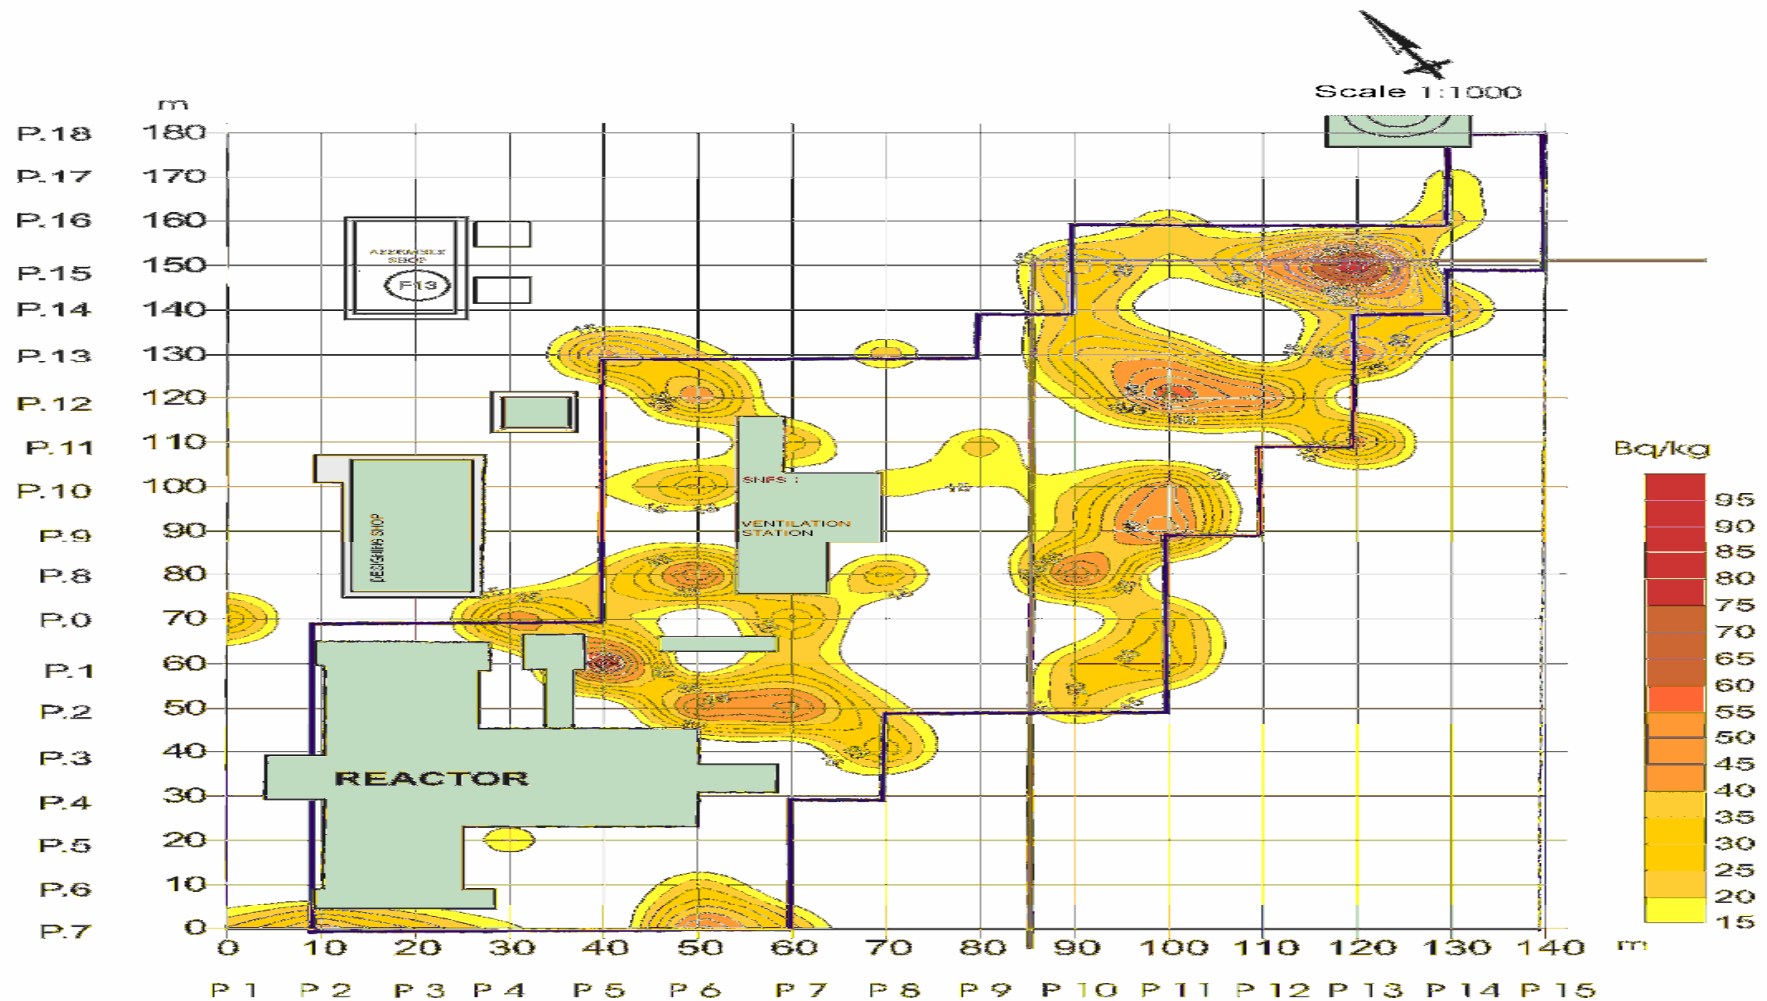 Scale 1:1000
m
P.18 180
P.17 170
P.16 160
P.15 150
P.14 140
P.13 130
P.12 120
P.11 110
P.10 100
P.9 90
P.8 80
P.0 70
P.1 60
P.2 50
P.3 40
P.4 30
P.5 20
P.6 10
P.7 0
ASSEMBLY
SHOP
F13
DESIGNING SHOP
SNFS
VENTILATION
STATION
REACTOR
Bq/kg
95
90
85
80
75
70
65
60
55
50
45
40
35
30
25
20
15
0 10 20 30 40 50 60 70 80 90 100 110 120 130 140 m
P 1 P 2 P 3 P 4 P 5 P 6 P 7 P 8 P 9 P 10 P 11 P 12 P 13 P 14 P 15